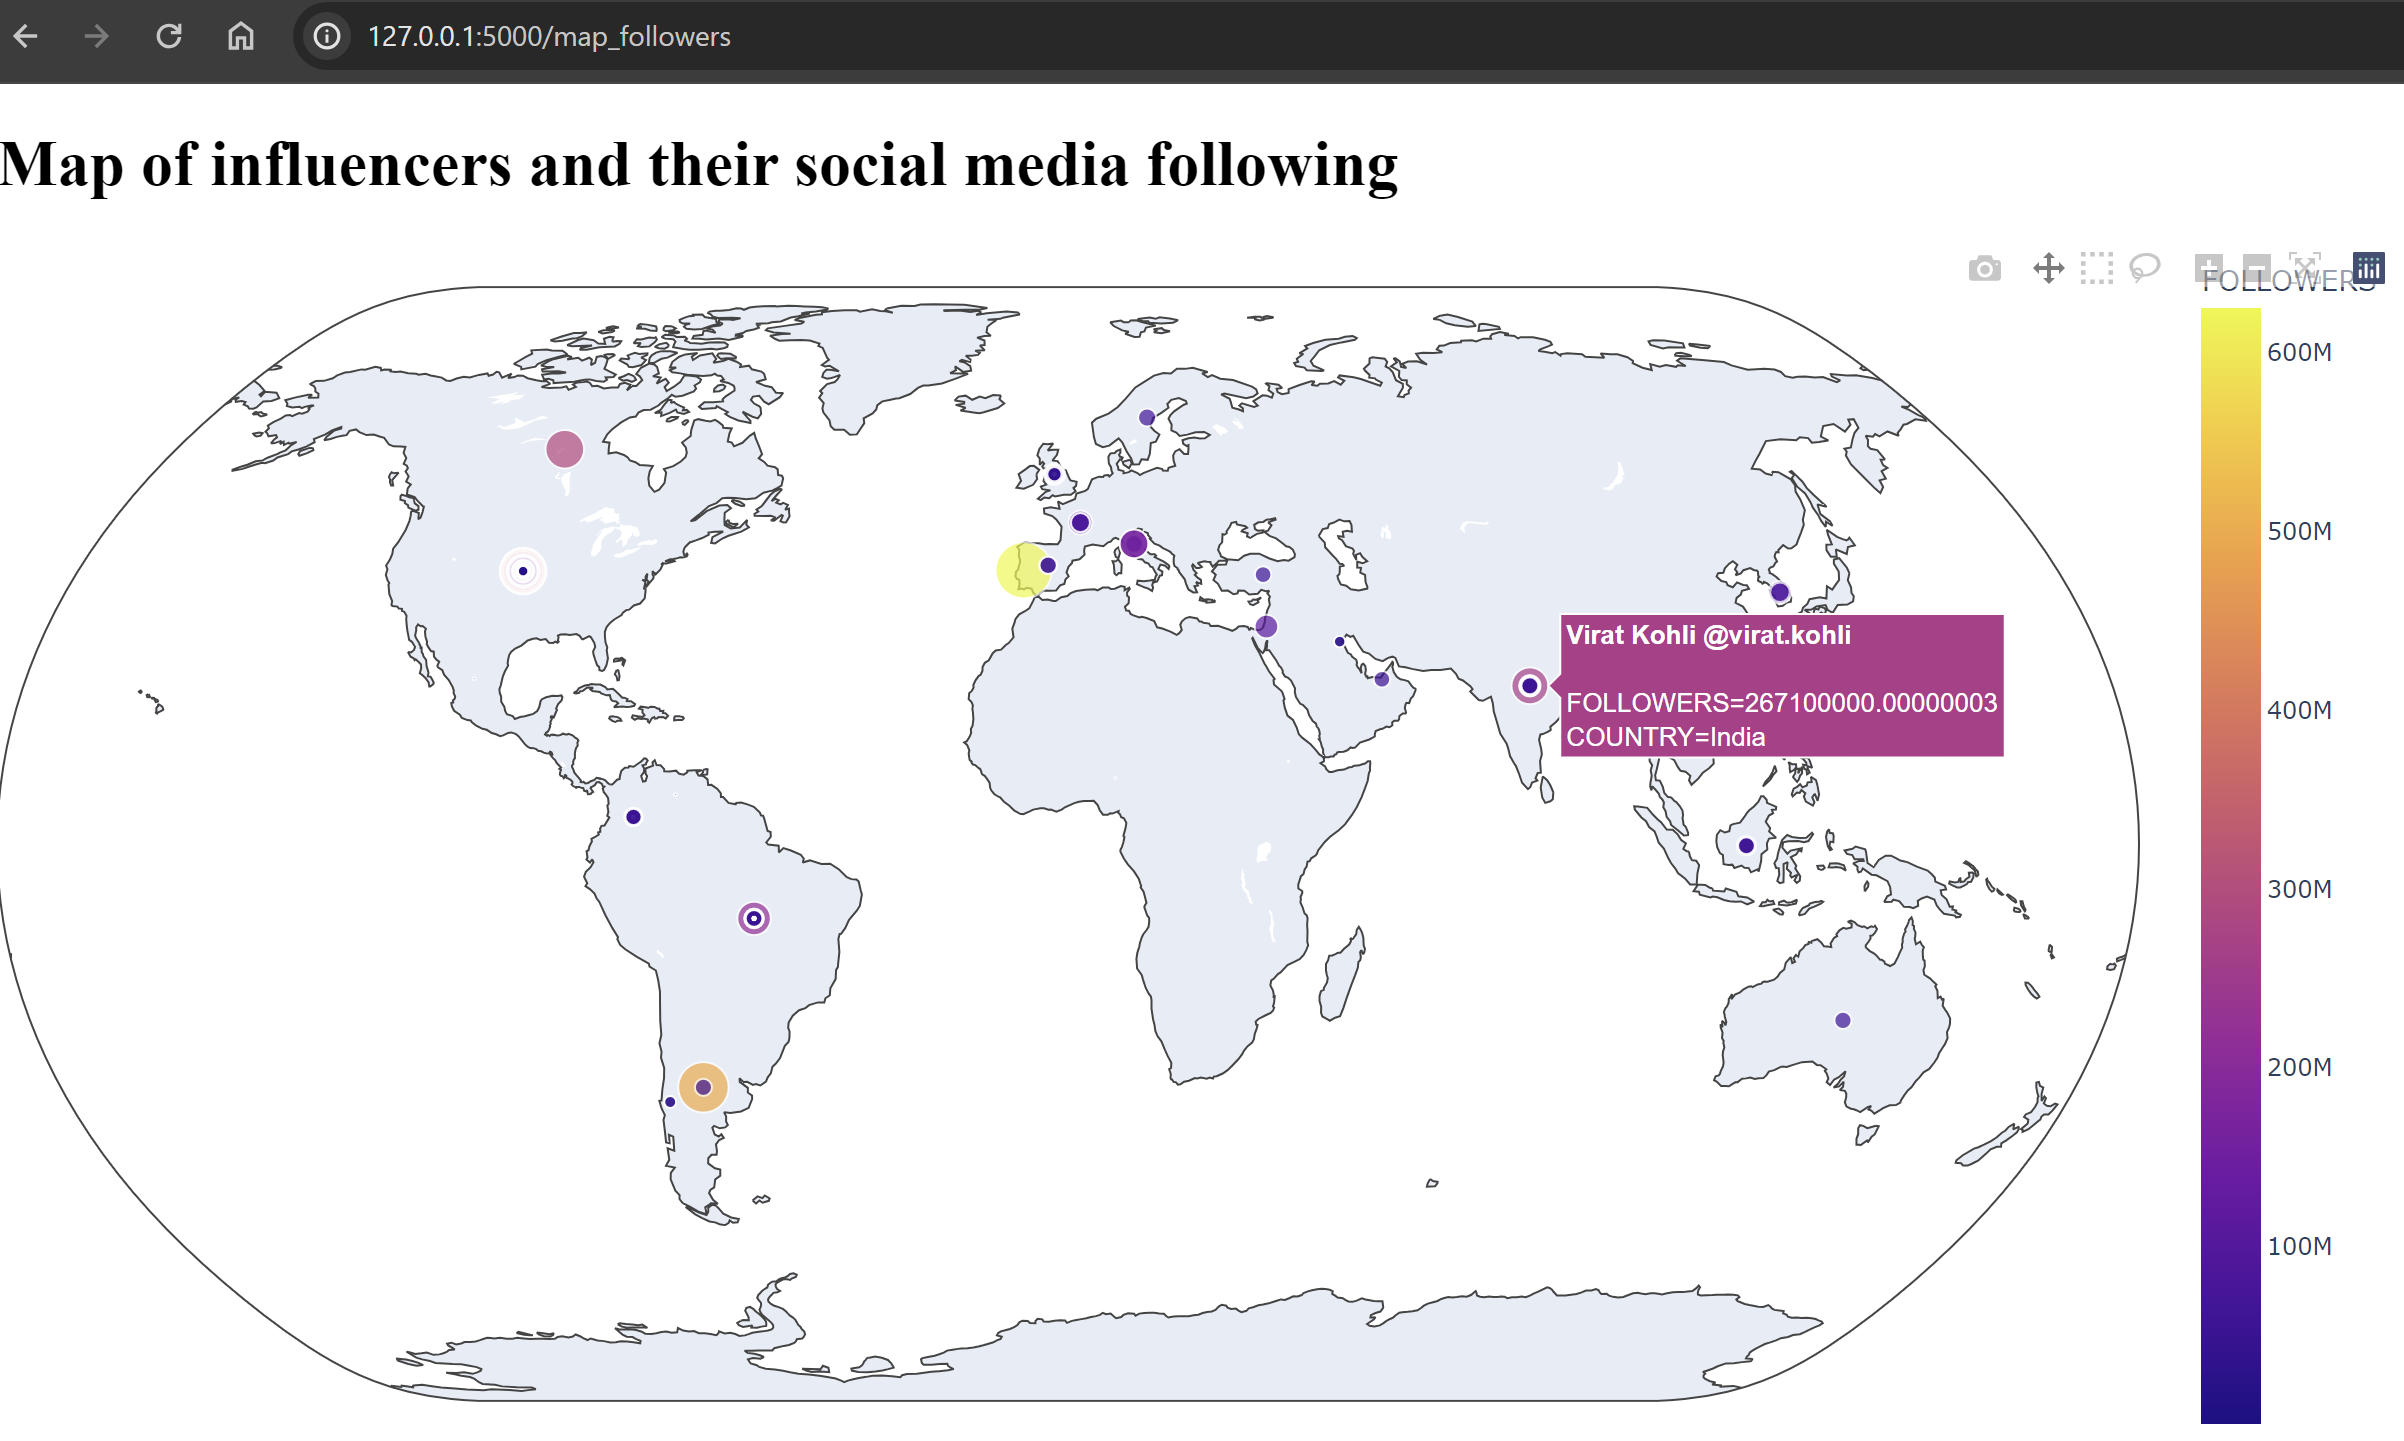 127.0.0.1:5000/map_followers
Map of influencers and their social media following
FOLLOWERS
600M
500M
400M
300M
200M
100M
Virat Kohli @virat.kohli
FOLLOWERS=267100000.00000003
COUNTRY=India